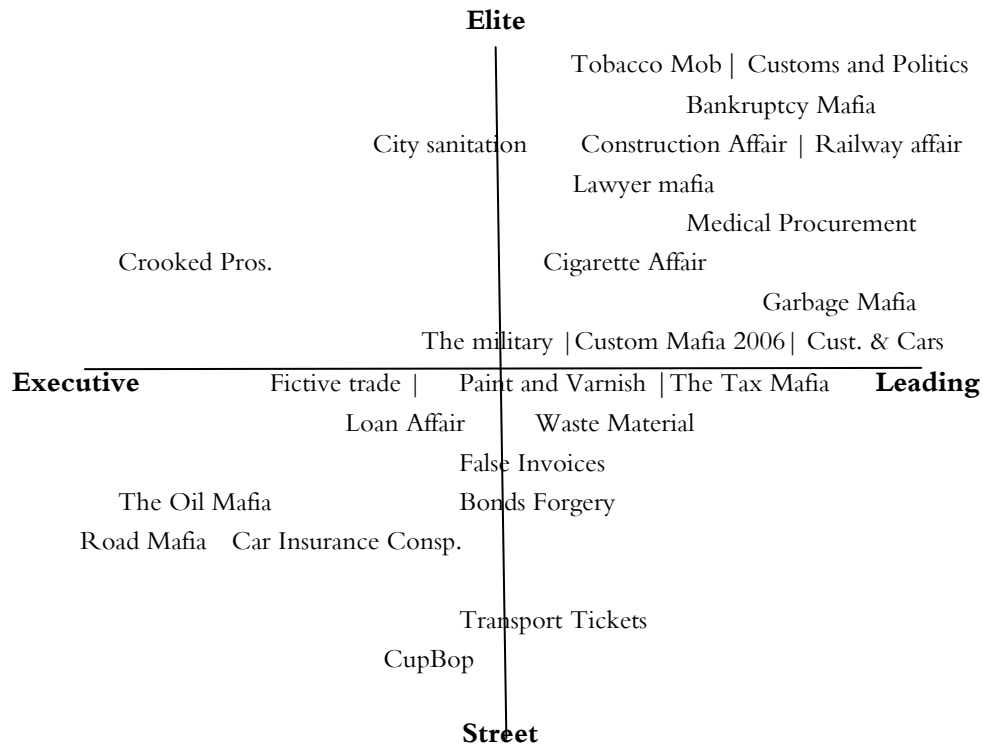 Elite
Tobacco Mob | Customs and Politics
Bankruptcy Mafia
City sanitation Construction Affair | Railway affair
Lawyer mafia
Medical Procurement
Crooked Pros. Cigarette Affair
Garbage Mafia
The military |Custom Mafia 2006| Cust. & Cars
Executive Fictive trade | Paint and Varnish |The Tax Mafia Leading
Loan Affair Waste Material
False Invoices
The Oil Mafia Bonds Forgery
Road Mafia Car Insurance Consp.
Transport Tickets
CupBop
Street